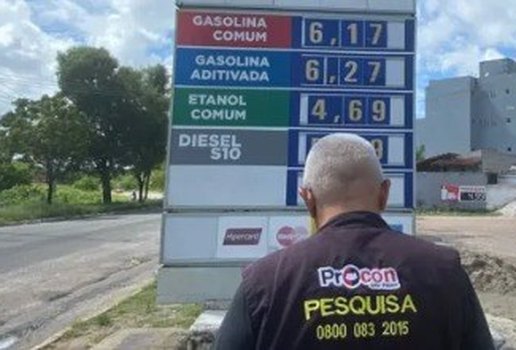 GASOLINA
COMUM
6,17
GASOLINA
ADITIVADA
6,27
ETANOL
COMUM
4,69
DIESEL
S10
Hipercard
Procon
PESQUISA
0800 083 2015